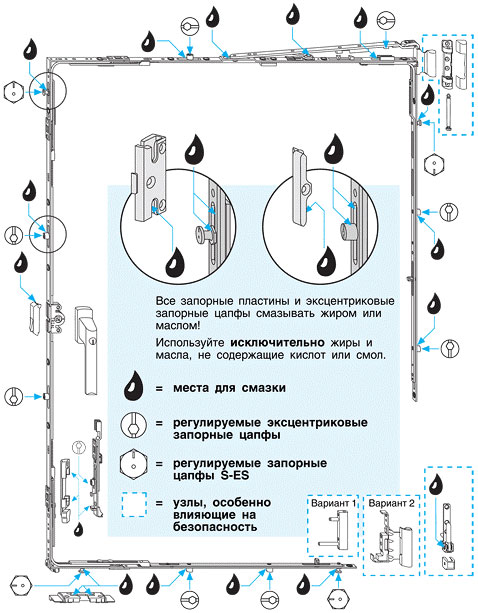 Все запорные пластины и эксцентриковые
запорные цапфы смазывать жиром или
маслом!
Используйте исключительно жиры и
масла, не содержащие кислот или смол.
= места для смазки
= регулируемые эксцентриковые
запорные цапфы
= регулируемые запорные
цапфы S-ES
= узлы, особенно
влияющие на
безопасность
Вариант 1
Вариант 2